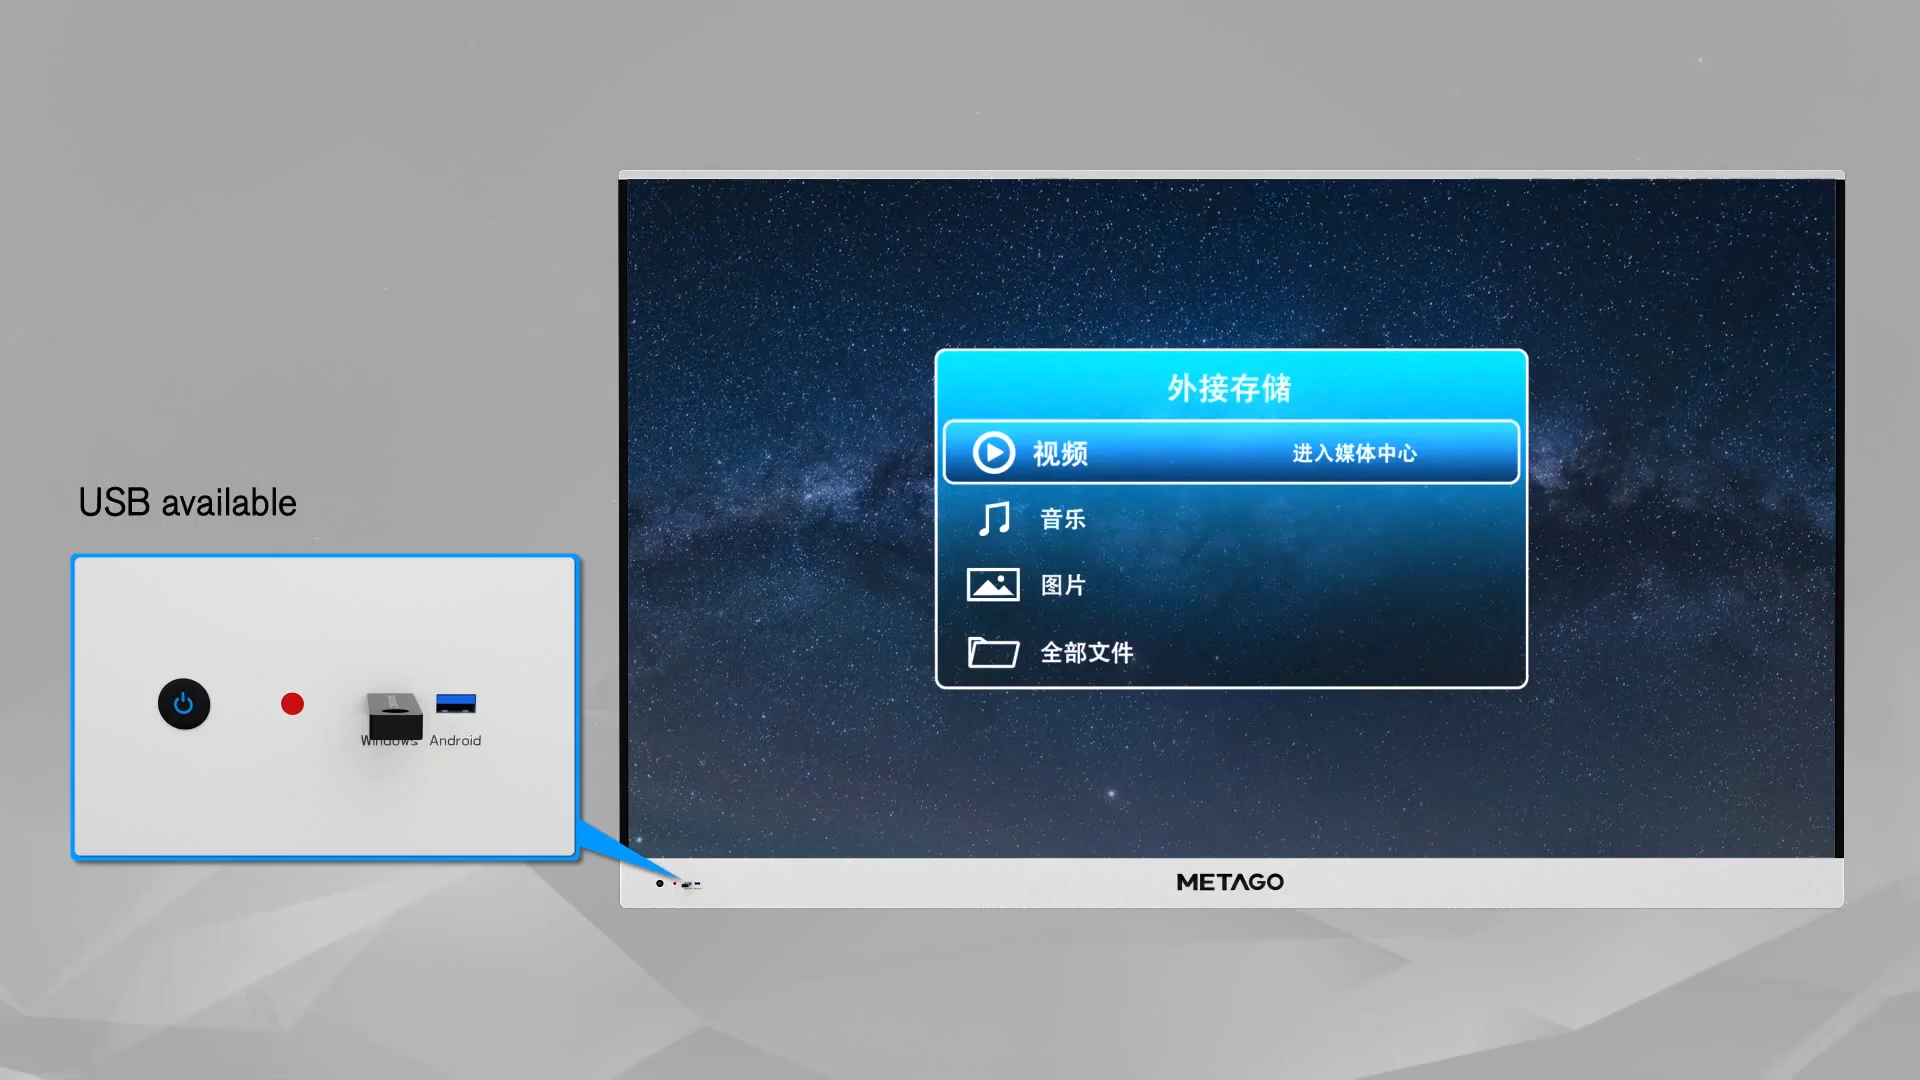 USB available
Windows Android
外接存储
视频 进入媒体中心
音乐
图片
全部文件
METAGO